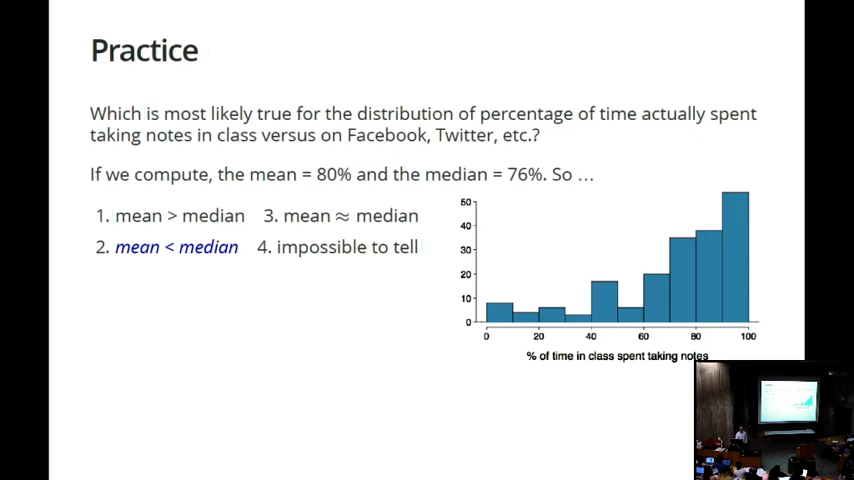 Practice
Which is most likely true for the distribution of percentage of time actually spent
taking notes in class versus on Facebook, Twitter, etc.?
If we compute, the mean = 80% and the median = 76%. So …
1. mean > median 3. mean ≈ median
2. mean < median 4. impossible to tell
50
40
30
20
10
0
0 20 40 60 80 100
% of time in class spent taking notes